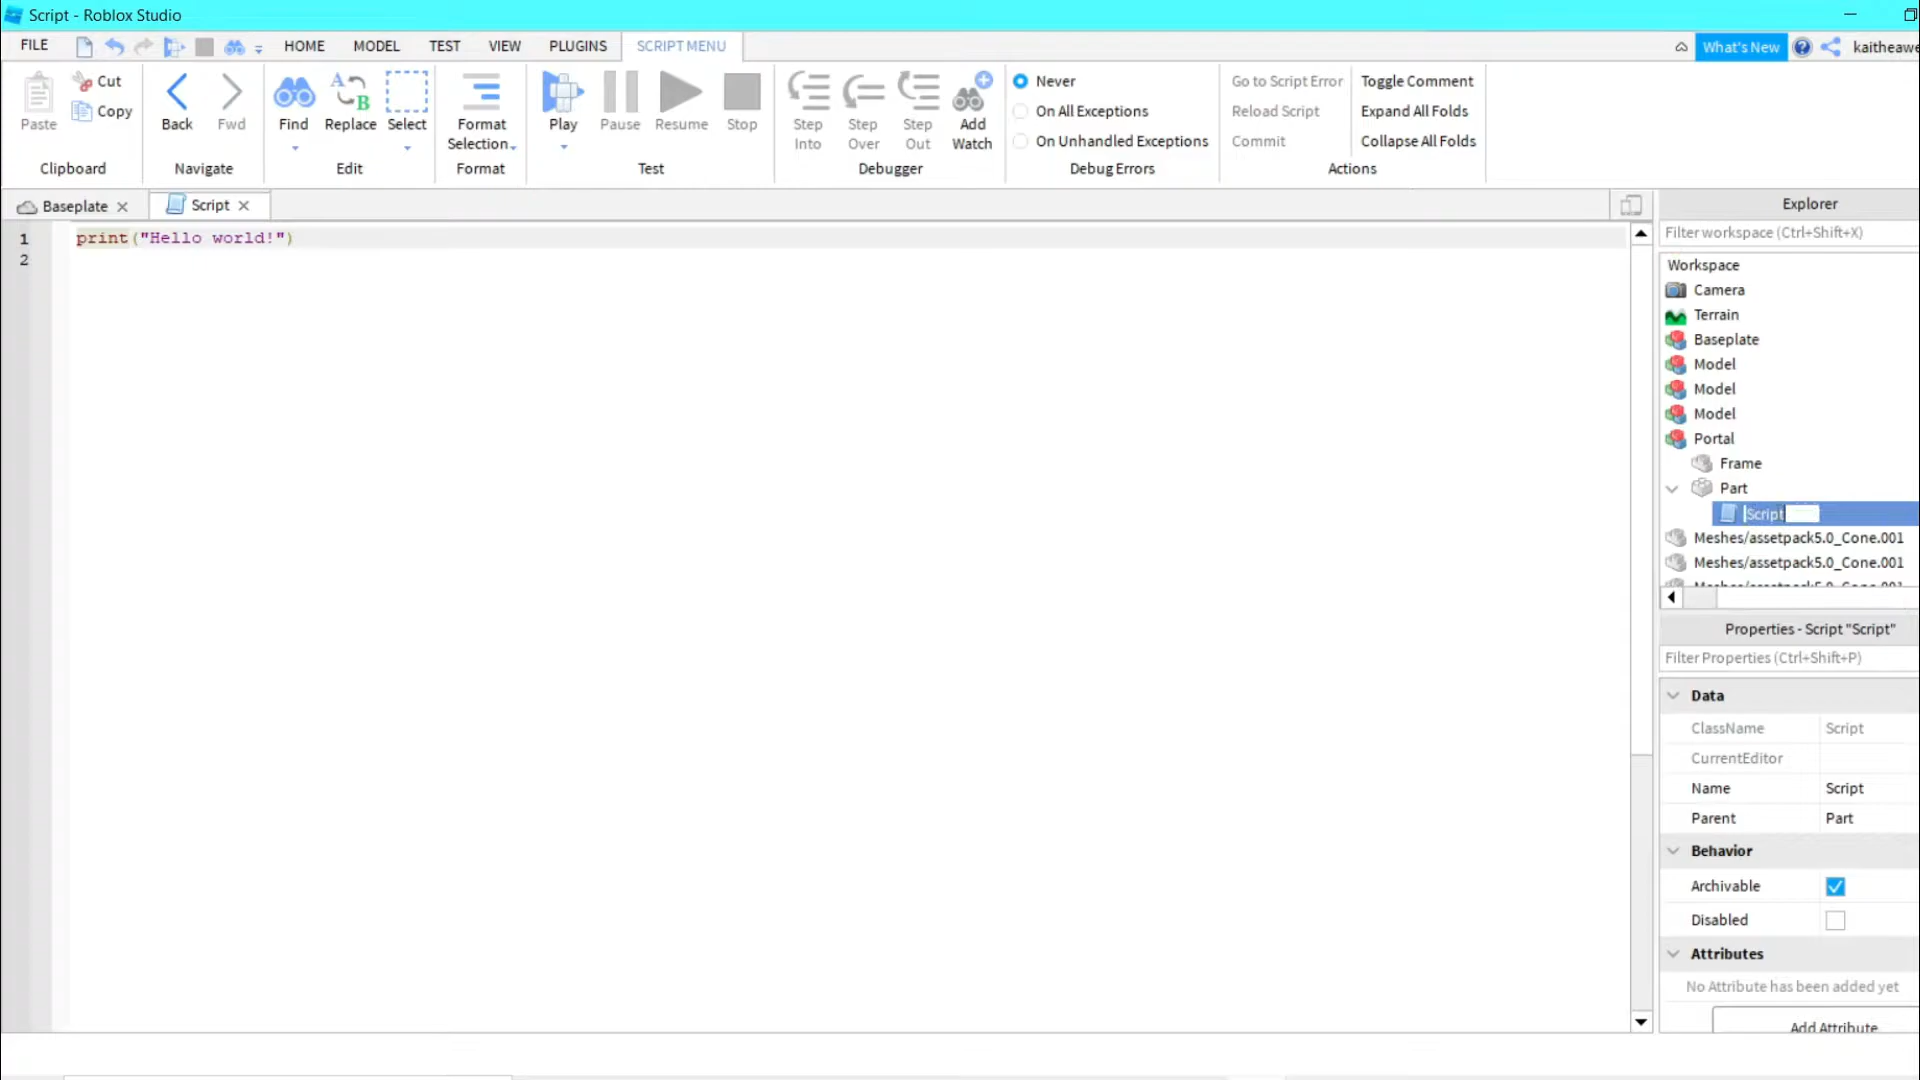 Script - Roblox Studio
FILE HOME MODEL TEST VIEW PLUGINS SCRIPT MENU What's New kaitheawe
Paste Cut Copy Back Fwd Find Replace Select Format Selection Play Pause Resume Stop Step Into Step Over Step Out Add Watch
Never
On All Exceptions
On Unhandled Exceptions
Go to Script Error
Reload Script
Commit
Toggle Comment
Expand All Folds
Collapse All Folds
Clipboard Navigate Edit Format Test Debugger Debug Errors Actions
Baseplate Script
1 print("Hello world!")
2
Explorer
Filter workspace (Ctrl+Shift+X)
Workspace
Camera
Terrain
Baseplate
Model
Model
Model
Portal
Frame
Part
Script
Meshes/assetpack5.0_Cone.001
Meshes/assetpack5.0_Cone.001
Meshes/assetpack5.0_Cone.001
Properties - Script "Script"
Filter Properties (Ctrl+Shift+P)
Data
ClassName Script
CurrentEditor
Name Script
Parent Part
Behavior
Archivable
Disabled
Attributes
No Attribute has been added yet
Add Attribute